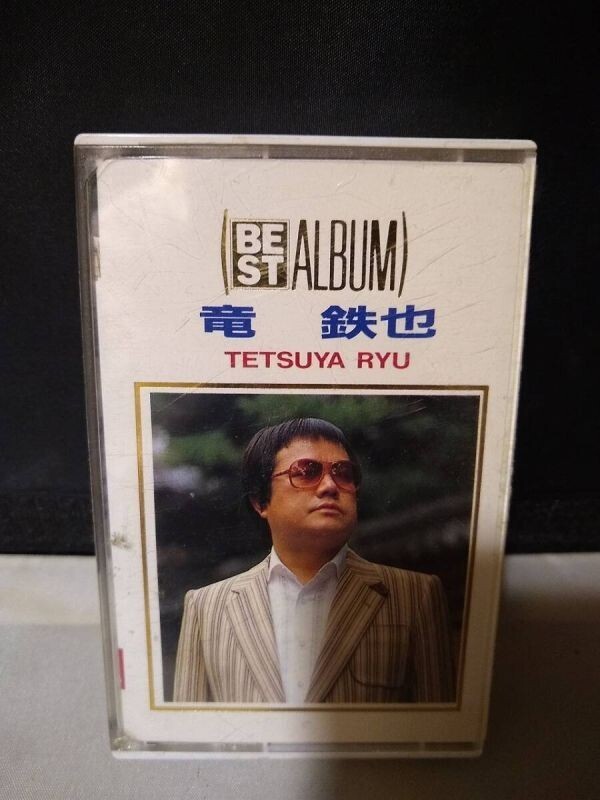 (BEST ALBUM)
竜 鉄也
TETSUYA RYU